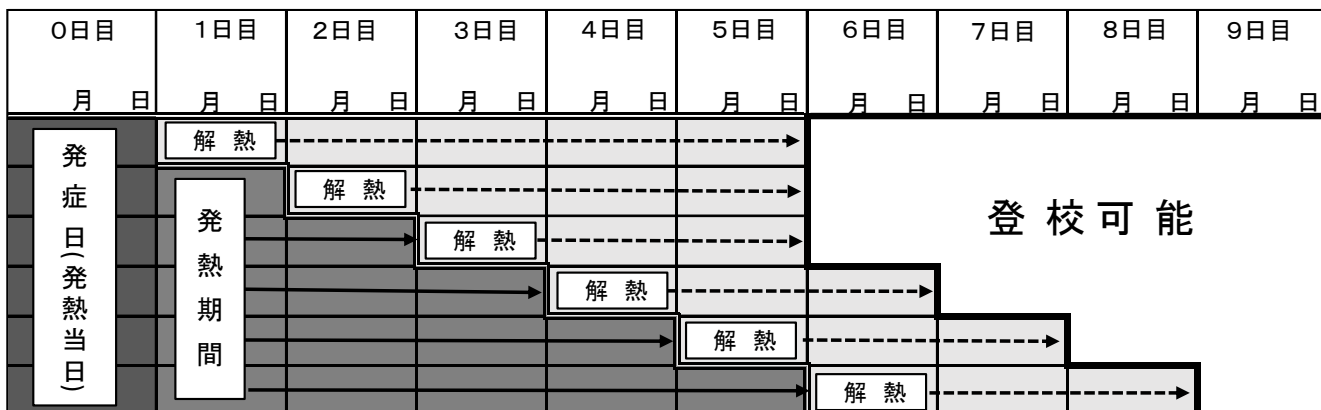 0日目 1日目 2日目 3日目 4日目 5日目 6日目 7日目 8日目 9日目
月 日 月 日 月 日 月 日 月 日 月 日 月 日 月 日 月 日 月 日
発症日(発熱当日)
発熱期間
解熱
解熱
解熱
解熱
解熱
解熱
登校可能